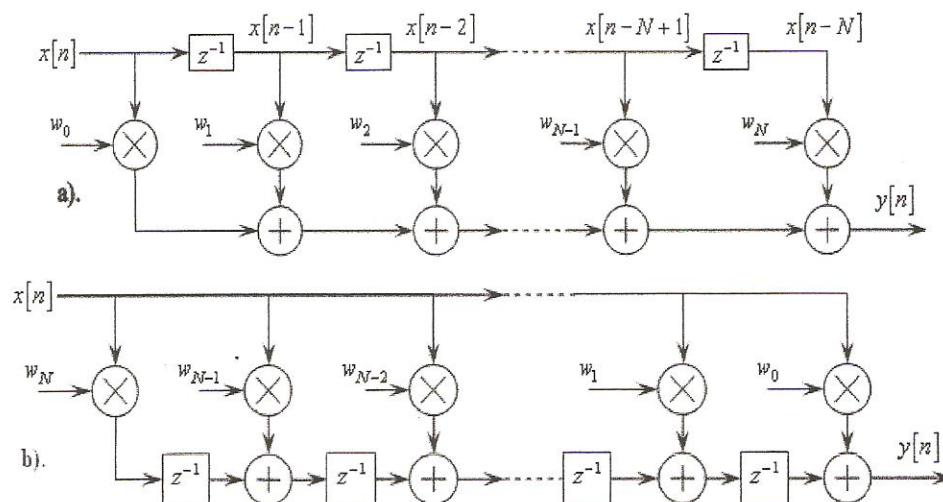 x[n] z⁻¹ x[n-1] z⁻¹ x[n-2] x[n-N+1] z⁻¹ x[n-N]
w₀ w₁ w₂ w_{N-1} w_N
a).
y[n]
x[n]
w_N w_{N-1} w_{N-2} w₁ w₀
b). z⁻¹ z⁻¹ z⁻¹ z⁻¹ y[n]